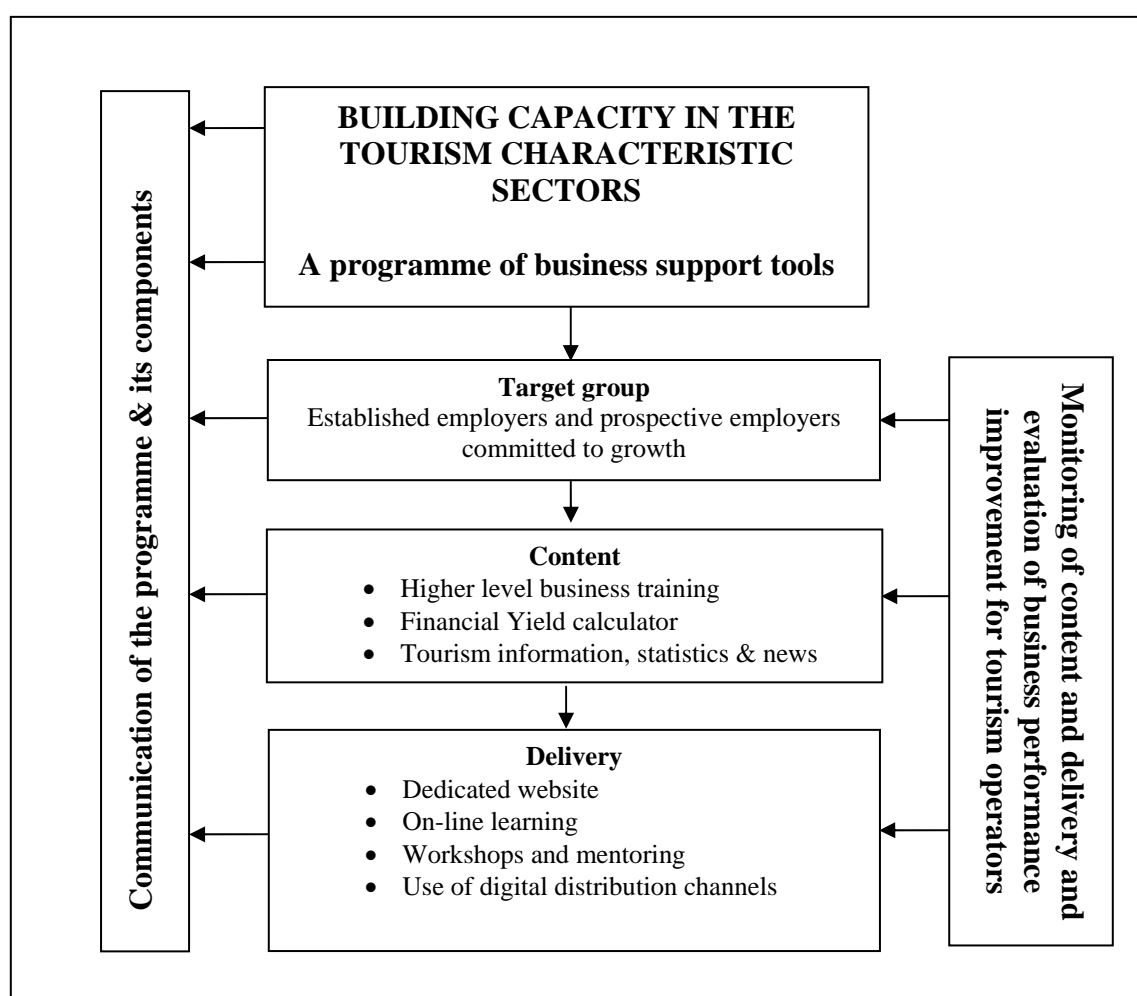 BUILDING CAPACITY IN THE
TOURISM CHARACTERISTIC
SECTORS
A programme of business support tools
Communication of the programme & its components
Target group
Established employers and prospective employers
committed to growth
Content
• Higher level business training
• Financial Yield calculator
• Tourism information, statistics & news
Delivery
• Dedicated website
• On-line learning
• Workshops and mentoring
• Use of digital distribution channels
Monitoring of content and delivery and
evaluation of business performance
improvement for tourism operators